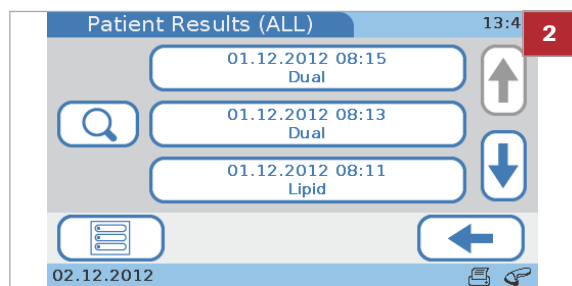 Patient Results (ALL)
13:4
2
01.12.2012 08:15
Dual
01.12.2012 08:13
Dual
01.12.2012 08:11
Lipid
02.12.2012